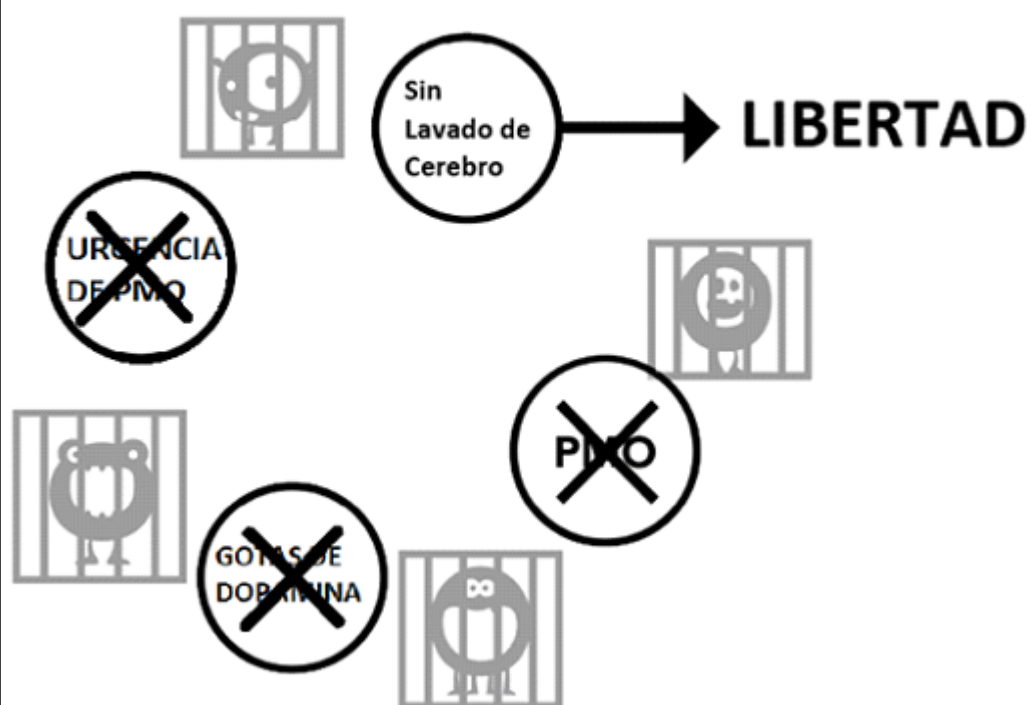 Sin
Lavado de
Cerebro
LIBERTAD
URGENCIA
DE PMO
PMO
GOTAS DE
DOPAMINA